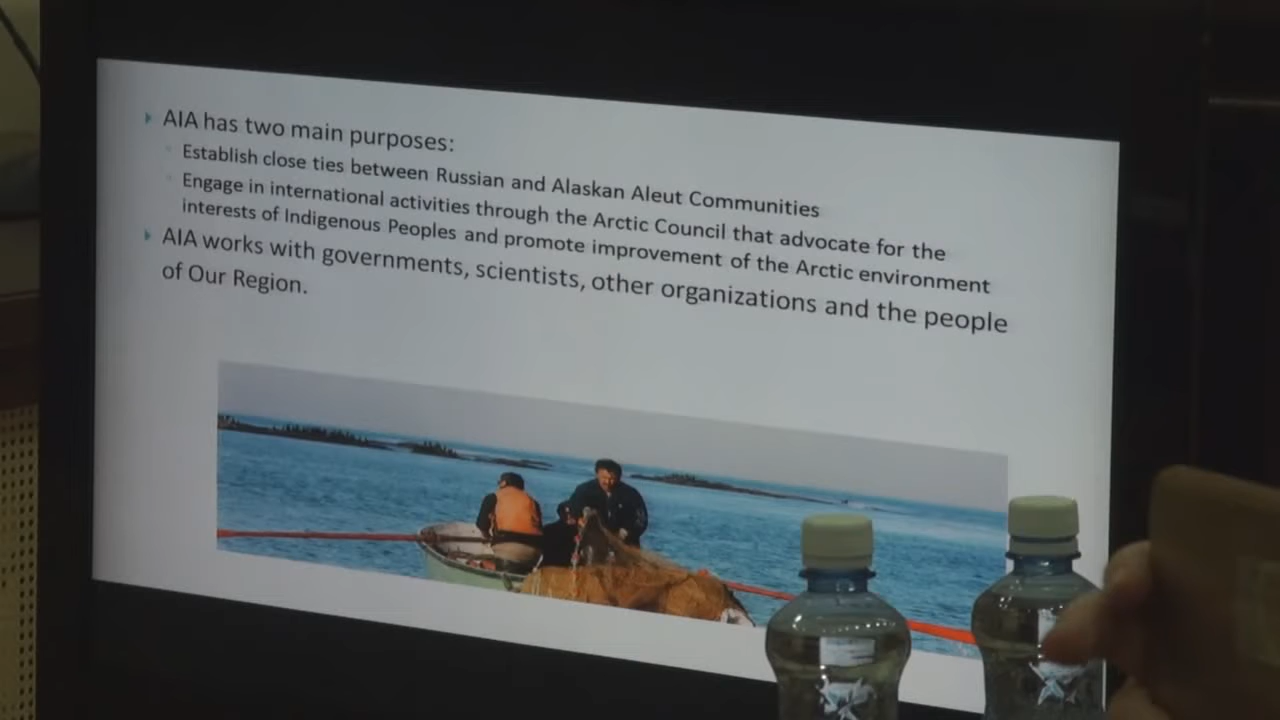 AIA has two main purposes:
Establish close ties between Russian and Alaskan Aleut Communities
Engage in international activities through the Arctic Council that advocate for the
interests of Indigenous Peoples and promote improvement of the Arctic environment
AIA works with governments, scientists, other organizations and the people
of Our Region.